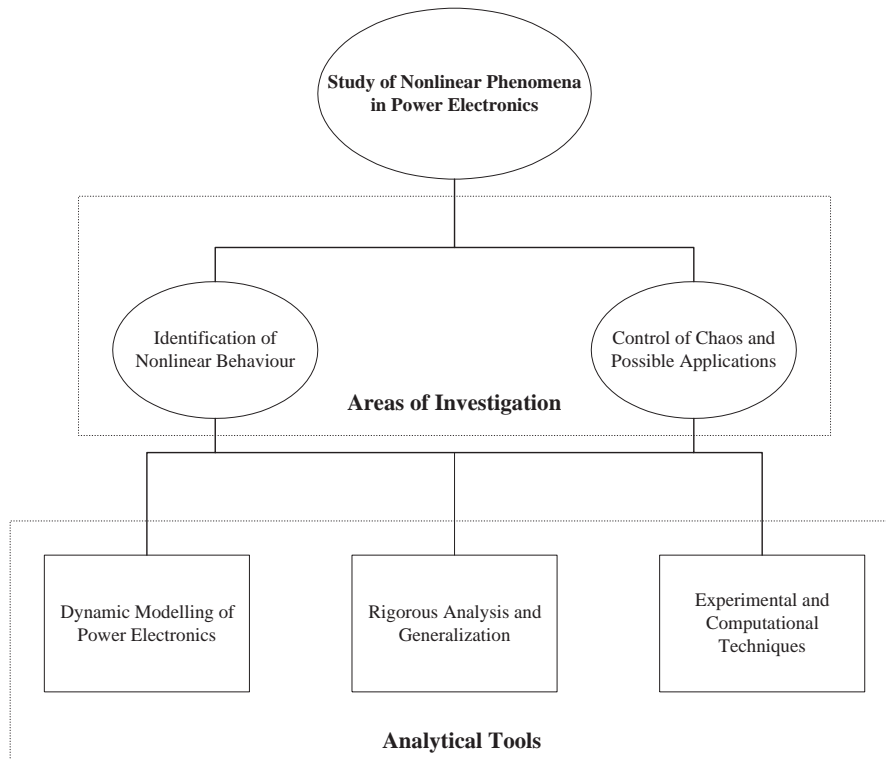 Study of Nonlinear Phenomena
in Power Electronics
Identification of
Nonlinear Behaviour
Control of Chaos and
Possible Applications
Areas of Investigation
Dynamic Modelling of
Power Electronics
Rigorous Analysis and
Generalization
Experimental and
Computational
Techniques
Analytical Tools